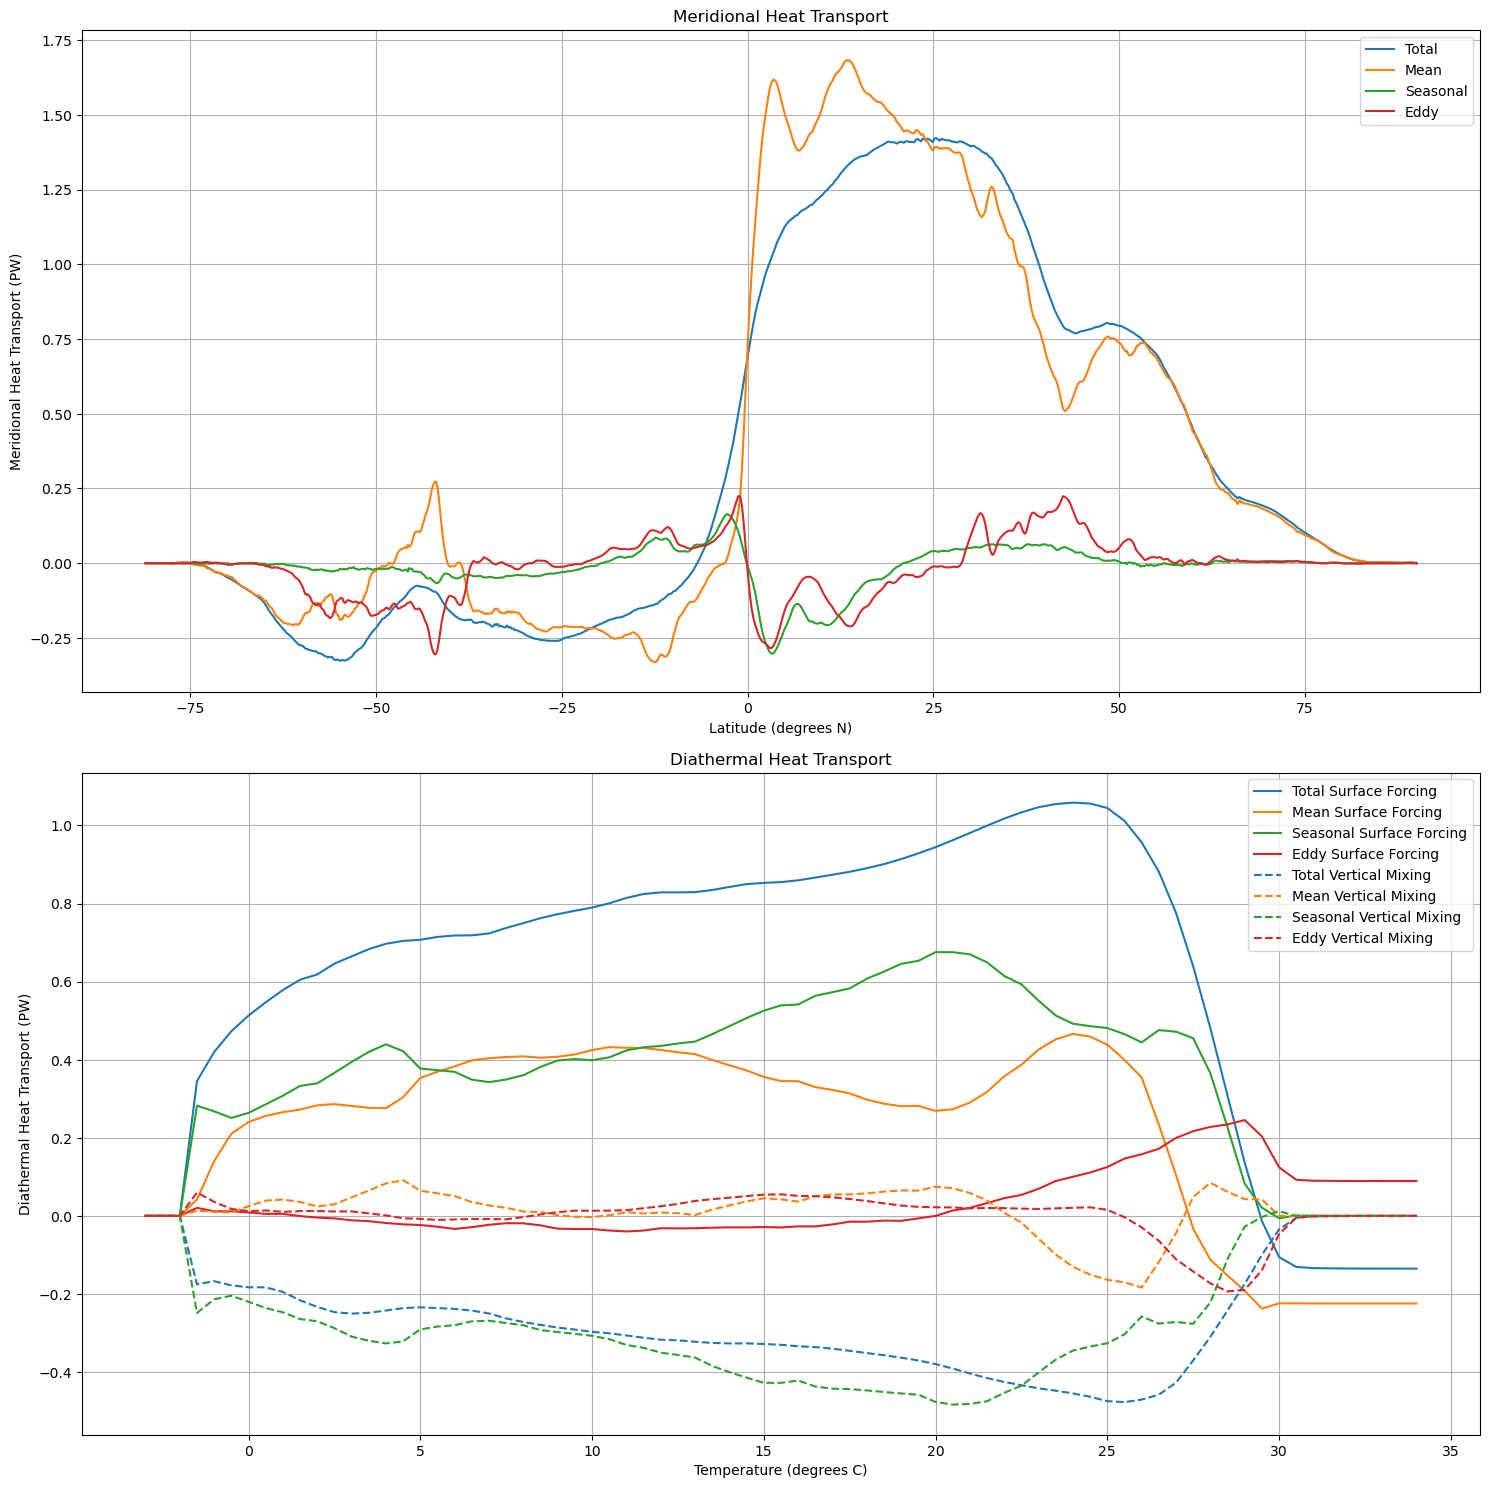 Meridional Heat Transport
1.75
1.50
1.25
1.00
0.75
0.50
0.25
0.00
−0.25
Meridional Heat Transport (PW)
Total
Mean
Seasonal
Eddy
−75 −50 −25 0 25 50 75
Latitude (degrees N)
Diathermal Heat Transport
1.0
0.8
0.6
0.4
0.2
0.0
−0.2
−0.4
Diathermal Heat Transport (PW)
Total Surface Forcing
Mean Surface Forcing
Seasonal Surface Forcing
Eddy Surface Forcing
Total Vertical Mixing
Mean Vertical Mixing
Seasonal Vertical Mixing
Eddy Vertical Mixing
0 5 10 15 20 25 30 35
Temperature (degrees C)